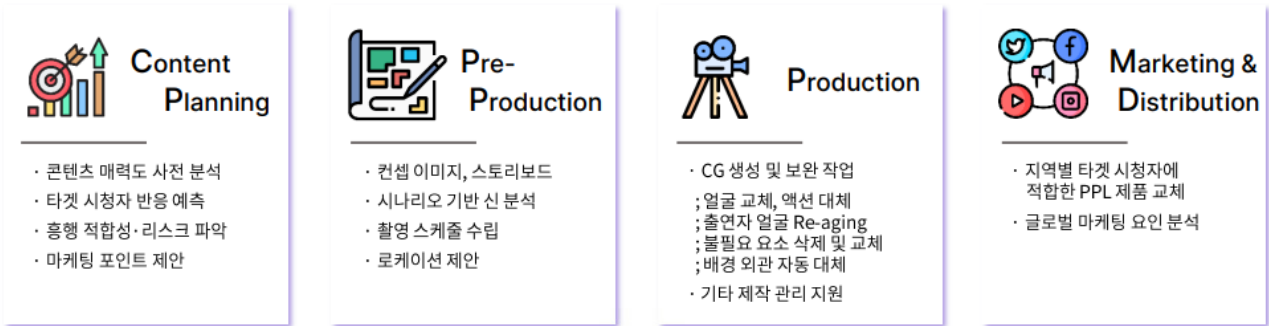 Content
Planning
· 콘텐츠 매력도 사전 분석
· 타겟 시청자 반응 예측
· 흥행 적합성·리스크 파악
· 마케팅 포인트 제안
Pre-
Production
· 컨셉 이미지, 스토리보드
· 시나리오 기반 신 분석
· 촬영 스케줄 수립
· 로케이션 제안
Production
· CG 생성 및 보완 작업
; 얼굴 교체, 액션 대체
; 출연자 얼굴 Re-aging
; 불필요 요소 삭제 및 교체
; 배경 외관 자동 대체
· 기타 제작 관리 지원
Marketing &
Distribution
· 지역별 타겟 시청자에
적합한 PPL 제품 교체
· 글로벌 마케팅 요인 분석